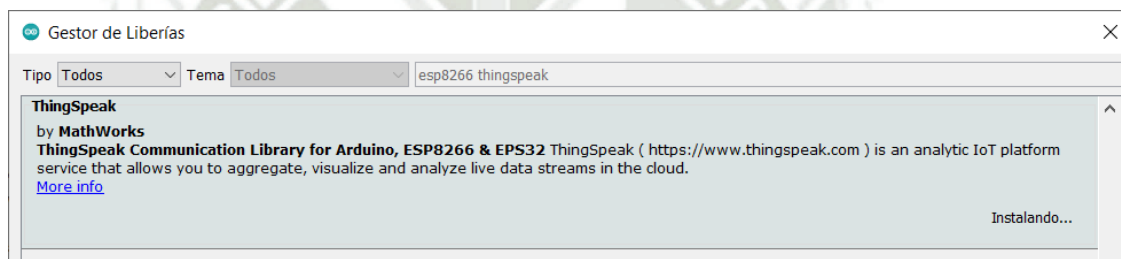 Gestor de Liberías
Tipo Todos Tema Todos esp8266 thingspeak
ThingSpeak
by MathWorks
ThingSpeak Communication Library for Arduino, ESP8266 & EPS32 ThingSpeak ( https://www.thingspeak.com ) is an analytic IoT platform
service that allows you to aggregate, visualize and analyze live data streams in the cloud.
More info
Instalando...